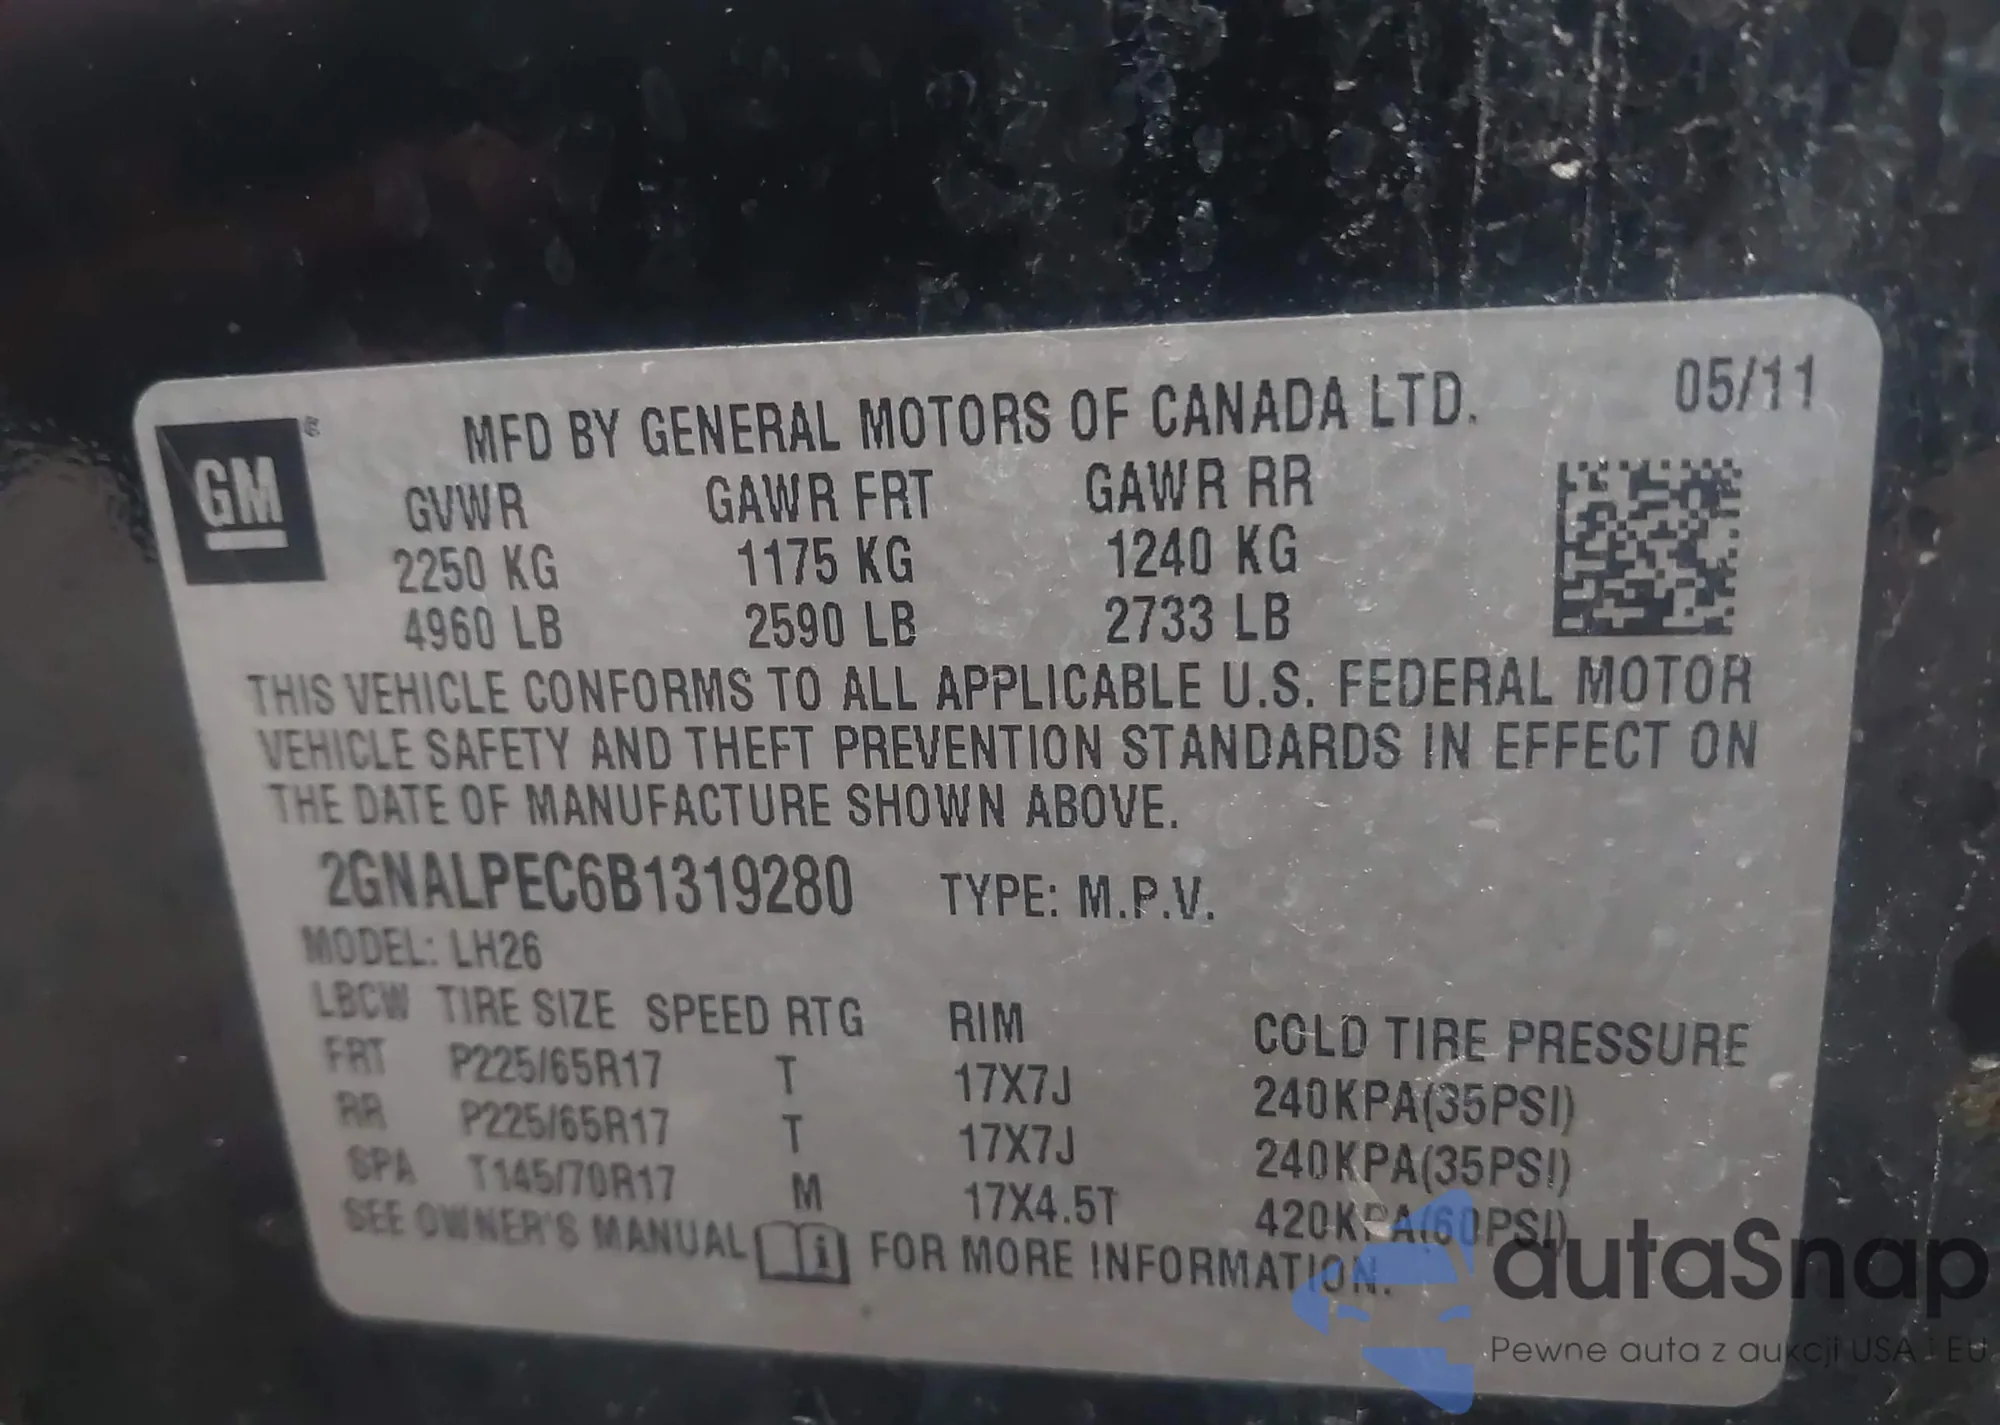 MFD BY GENERAL MOTORS OF CANADA LTD. 05/11
GM
®
GVWR GAWR FRT GAWR RR
2250 KG 1175 KG 1240 KG
4960 LB 2590 LB 2733 LB
THIS VEHICLE CONFORMS TO ALL APPLICABLE U.S. FEDERAL MOTOR
VEHICLE SAFETY AND THEFT PREVENTION STANDARDS IN EFFECT ON
THE DATE OF MANUFACTURE SHOWN ABOVE.
2GNALPEC6B1319280 TYPE: M.P.V.
MODEL: LH26
LBCW TIRE SIZE SPEED RTG RIM COLD TIRE PRESSURE
FRT P225/65R17 T 17X7J 240KPA(35PSI)
RR P225/65R17 T 17X7J 240KPA(35PSI)
SPA T145/70R17 M 17X4.5T 420KPA(60PSI)
SEE OWNER'S MANUAL i FOR MORE INFORMATION.
autaSnap
Pewne auta z aukcji USA i EU